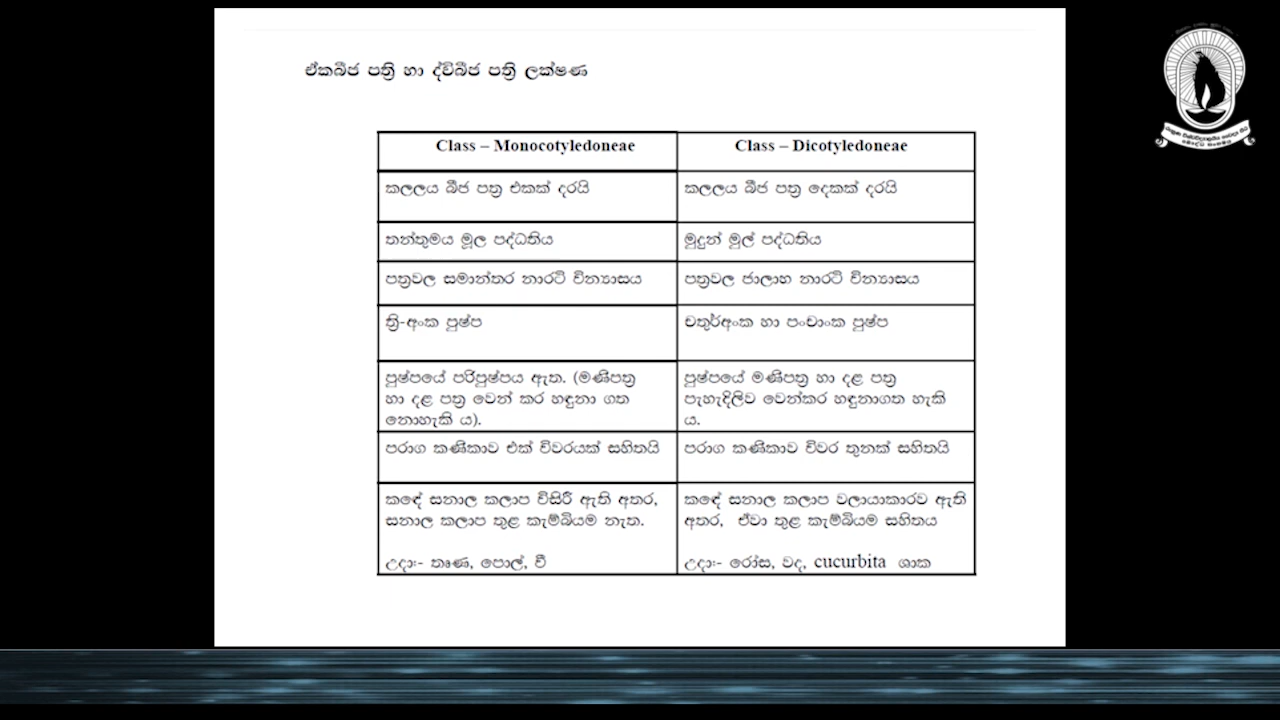 ඒකබීජ පත්‍රි හා ද්විබීජ පත්‍රි ලක්ෂණ
Class – Monocotyledoneae
Class – Dicotyledoneae
කලලය බීජ පත්‍ර එකක් දරයි
කලලය බීජ පත්‍ර දෙකක් දරයි
තන්තුමය මූල පද්ධතිය
මුදුන් මුල් පද්ධතිය
පත්‍රවල සමාන්තර නාරටි වින්‍යාසය
පත්‍රවල ජාලාභ නාරටි වින්‍යාසය
ත්‍රි-අංක පුෂ්ප
චතුර්අංක හා පංචාංක පුෂ්ප
පුෂ්පයේ පරිපුෂ්පය ඇත. (මණිපත්‍ර
හා දළ පත්‍ර වෙන් කර හඳුනා ගත
නොහැකි ය).
පුෂ්පයේ මණිපත්‍ර හා දළ පත්‍ර
පැහැදිලිව වෙන්කර හඳුනාගත හැකි
ය.
පරාග කණිකාව එක් විවරයක් සහිතයි
පරාග කණිකාව විවර තුනක් සහිතයි
කඳේ සනාල කලාප විසිරී ඇති අතර,
සනාල කලාප තුළ කැම්බියම නැත.
උදා:- තෘණ, පොල්, වී
කඳේ සනාල කලාප වලයාකාරව ඇති
අතර, ඒවා තුළ කැම්බියම සහිතය
උදා:- රෝස, වද, cucurbita ශාක